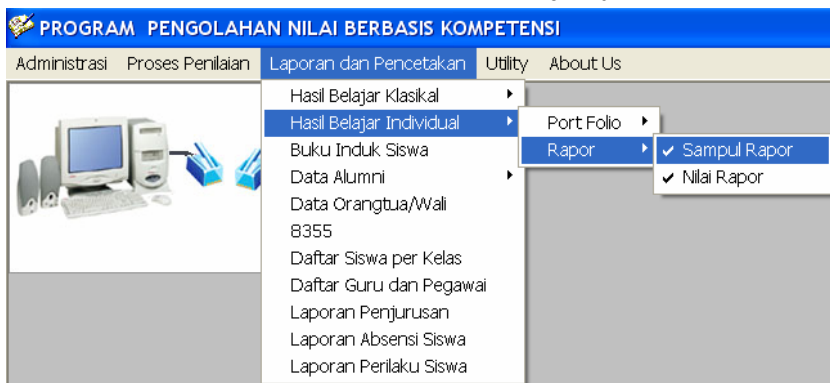 PROGRAM PENGOLAHAN NILAI BERBASIS KOMPETENSI
Administrasi Proses Penilaian Laporan dan Pencetakan Utility About Us
Hasil Belajar Klasikal
Hasil Belajar Individual
Port Folio
Buku Induk Siswa
Rapor
Sampul Rapor
Data Alumni
Nilai Rapor
Data Orangtua/Wali
8355
Daftar Siswa per Kelas
Daftar Guru dan Pegawai
Laporan Penjurusan
Laporan Absensi Siswa
Laporan Perilaku Siswa